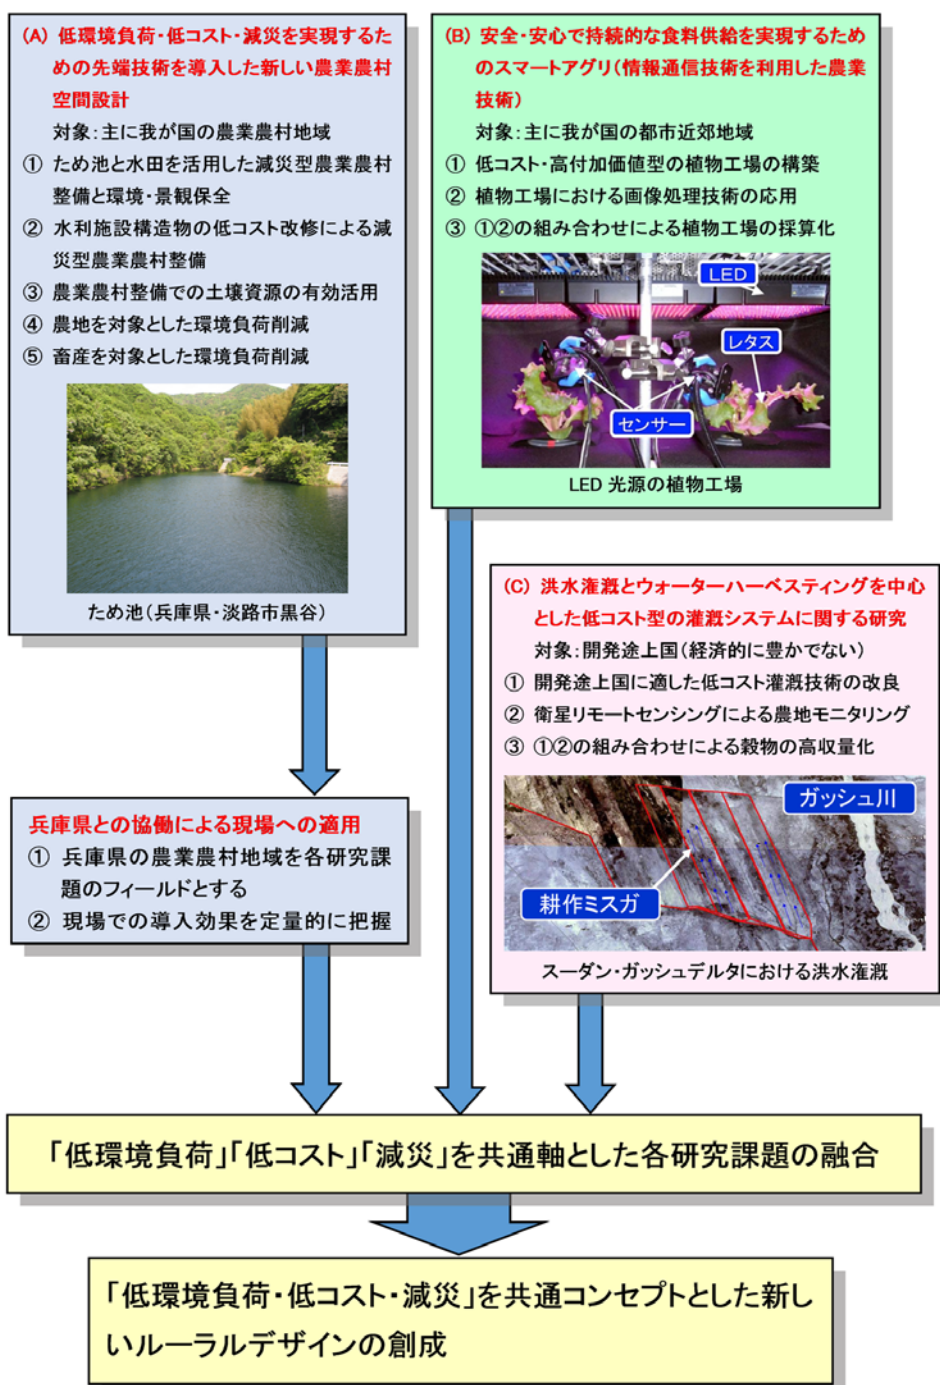 (A) 低環境負荷・低コスト・減災を実現するた
めの先端技術を導入した新しい農業農村
空間設計
対象：主に我が国の農業農村地域
① ため池と水田を活用した減災型農業農村
整備と環境・景観保全
② 水利施設構造物の低コスト改修による減
災型農業農村整備
③ 農業農村整備での土壌資源の有効活用
④ 農地を対象とした環境負荷削減
⑤ 畜産を対象とした環境負荷削減
ため池（兵庫県・淡路市黒谷）
(B) 安全・安心で持続的な食料供給を実現するため
のスマートアグリ（情報通信技術を利用した農業
技術）
対象：主に我が国の都市近郊地域
① 低コスト・高付加価値型の植物工場の構築
② 植物工場における画像処理技術の応用
③ ①②の組み合わせによる植物工場の採算化
LED
レタス
センサー
LED 光源の植物工場
(C) 洪水灌漑とウォーターハーベスティングを中心
とした低コスト型の灌漑システムに関する研究
対象：開発途上国（経済的に豊かでない）
① 開発途上国に適した低コスト灌漑技術の改良
② 衛星リモートセンシングによる農地モニタリング
③ ①②の組み合わせによる穀物の高収量化
ガッシュ川
耕作ミスガ
スーダン・ガッシュデルタにおける洪水灌漑
兵庫県との協働による現場への適用
① 兵庫県の農業農村地域を各研究課
題のフィールドとする
② 現場での導入効果を定量的に把握
「低環境負荷」「低コスト」「減災」を共通軸とした各研究課題の融合
「低環境負荷・低コスト・減災」を共通コンセプトとした新し
いルーラルデザインの創成